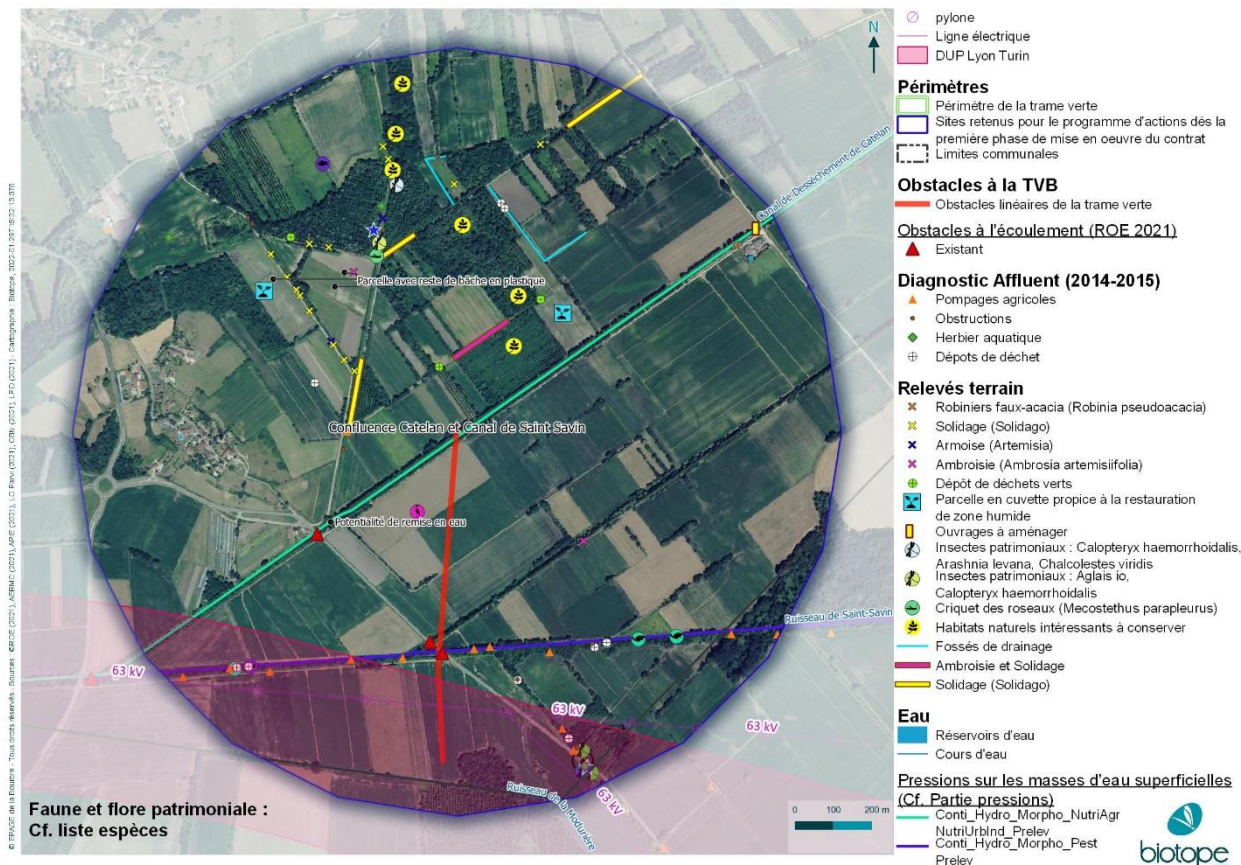 N
Canal de Dessèchement de Catelan
Parcelle avec reste de bâche en plastique
Confluence Catelan et Canal de Saint Savin
Potentialité de remise en eau
Ruisseau de Saint-Savin
63 kV
63 kV
63 kV
63 kV
Ruisseau de la Moduriere
0 100 200 m
Faune et flore patrimoniale :
Cf. liste espèces
pylone
Ligne électrique
DUP Lyon Turin
Périmètres
Périmètre de la trame verte
Sites retenus pour le programme d'actions dès la
première phase de mise en oeuvre du contrat
Limites communales
Obstacles à la TVB
Obstacles linéaires de la trame verte
Obstacles à l'écoulement (ROE 2021)
Existant
Diagnostic Affluent (2014-2015)
Pompages agricoles
Obstructions
Herbier aquatique
Dépots de déchet
Relevés terrain
Robiniers faux-acacia (Robinia pseudoacacia)
Solidage (Solidago)
Armoise (Artemisia)
Ambroisie (Ambrosia artemisiifolia)
Dépôt de déchets verts
Parcelle en cuvette propice à la restauration
de zone humide
Ouvrages à aménager
Insectes patrimoniaux : Calopteryx haemorrhoidalis,
Arashnia levana, Chalcolestes viridis
Insectes patrimoniaux : Aglais io,
Calopteryx haemorrhoidalis
Criquet des roseaux (Mecostethus parapleurus)
Habitats naturels intéressants à conserver
Fossés de drainage
Ambroisie et Solidage
Solidage (Solidago)
Eau
Réservoirs d'eau
Cours d'eau
Pressions sur les masses d'eau superficielles
(Cf. Partie pressions)
Conti_Hydro_Morpho_NutriAgr
NutriUrbInd_Prelev
Conti_Hydro_Morpho_Pest
Prelev
biotope